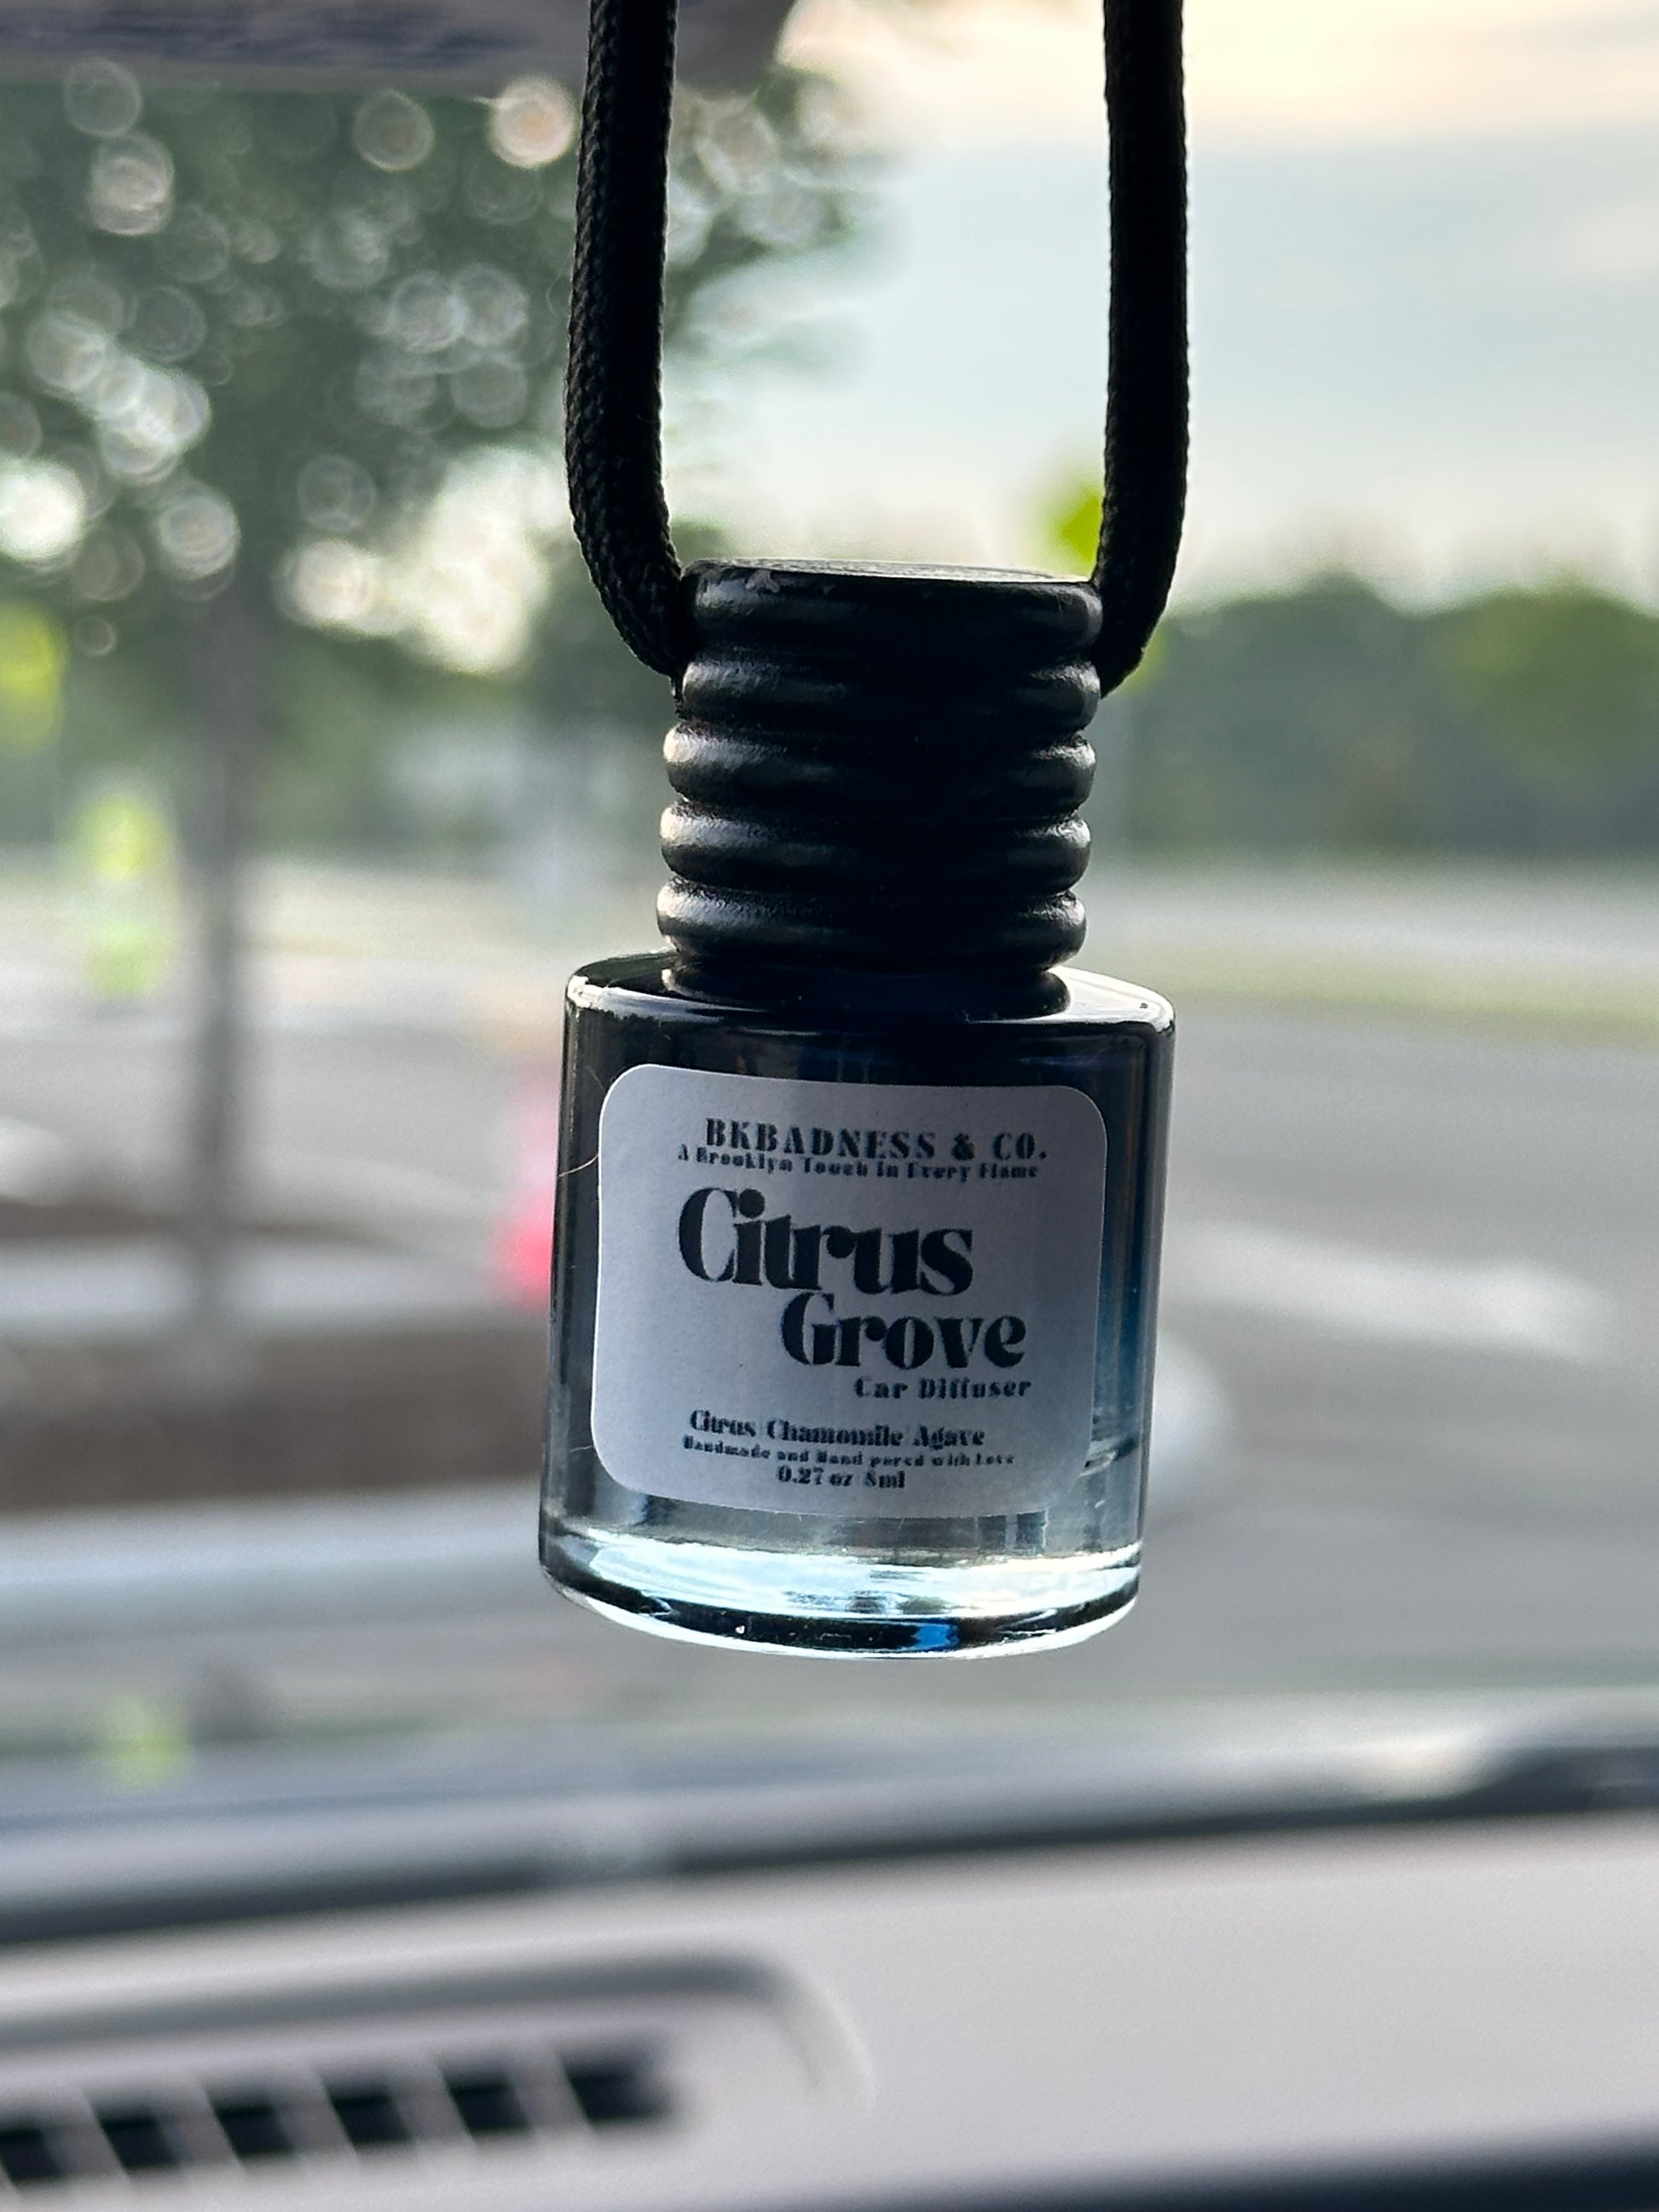 BKBADNESS & CO.
A Brooklyn Touch In Every Flame
Citrus
Grove
Car Diffuser
Citrus Chamomile Agave
Handmade and Hand pored with Love
0.27 oz 8ml